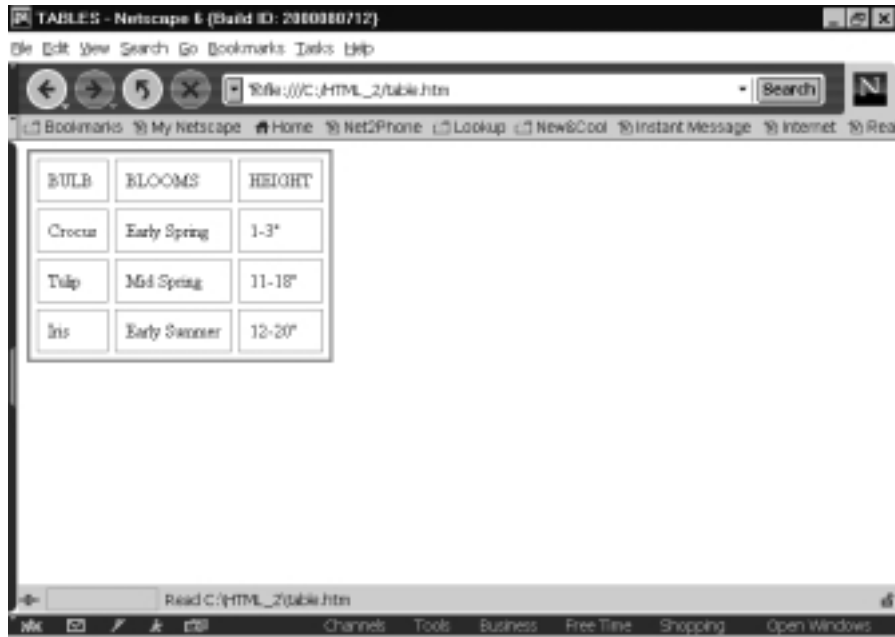 TABLES - Netscape 6 {Build ID: 2000080712}
File Edit View Search Go Bookmarks Tasks Help
file:///C:/HTML_2/table.htm Search N
Bookmarks My Netscape Home Net2Phone Lookup New&Cool Instant Message Internet Rea
BULB BLOOMS HEIGHT
Crocus Early Spring 1-3"
Tulip Mid Spring 11-18"
Iris Early Summer 12-20"
Read C:\HTML_2\table.htm
Channels Tools Business Free Time Shopping Open Windows